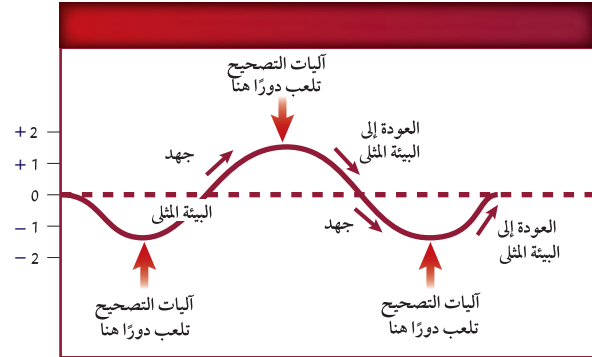 آليات التصحيح
تلعب دورًا هنا
العودة إلى
البيئة المثلى
جهد
+ 2
+ 1
0
− 1
− 2
البيئة المثلى
جهد
العودة إلى
البيئة المثلى
آليات التصحيح
تلعب دورًا هنا
آليات التصحيح
تلعب دورًا هنا